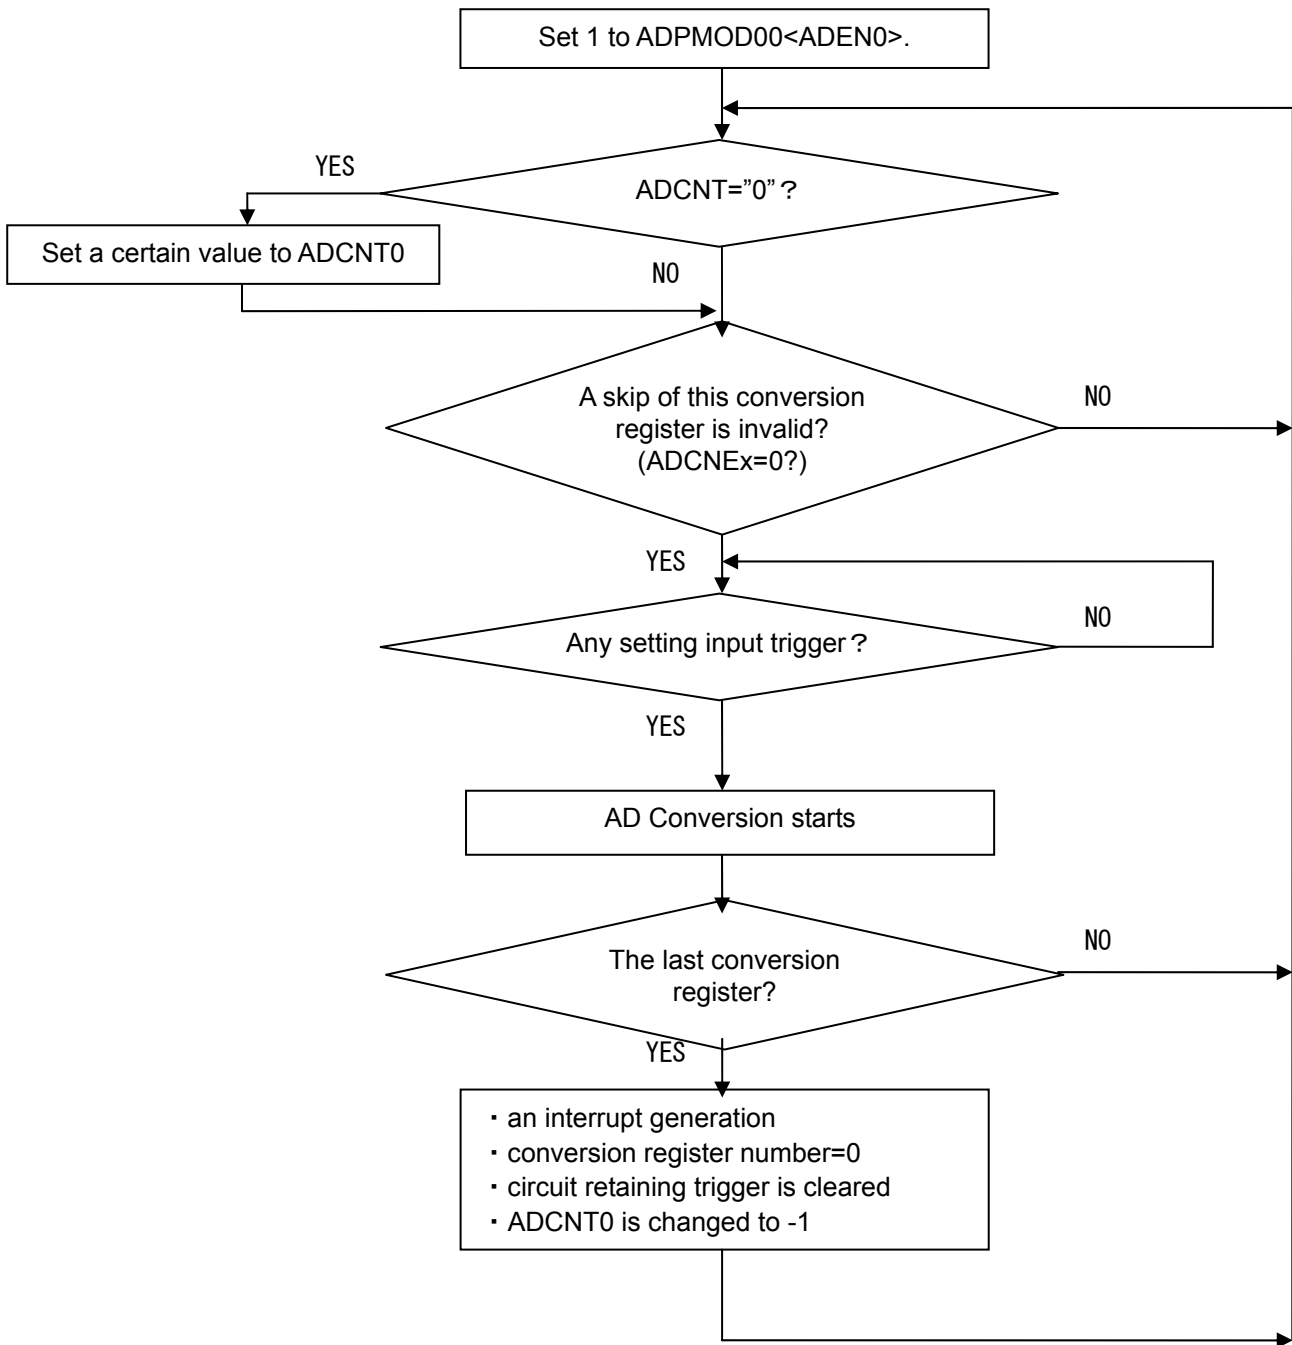 Set 1 to ADPMOD00<ADEN0>.
YES
ADCNT=”0”？
Set a certain value to ADCNT0
NO
A skip of this conversion
register is invalid?
(ADCNEx=0?)
NO
YES
Any setting input trigger？
NO
YES
AD Conversion starts
The last conversion
register?
NO
YES
・an interrupt generation
・conversion register number=0
・circuit retaining trigger is cleared
・ADCNT0 is changed to -1